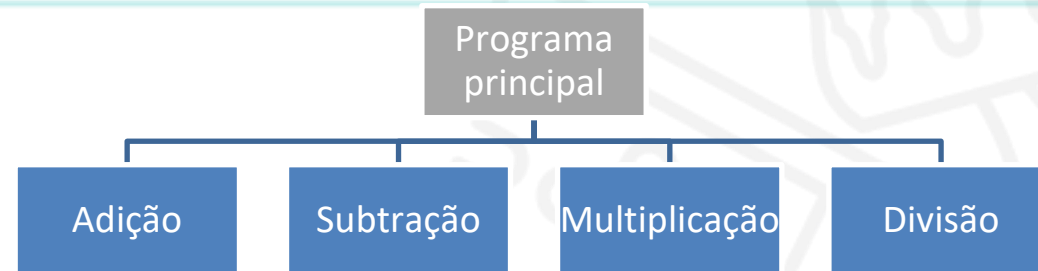 Programa
principal
Adição
Subtração
Multiplicação
Divisão